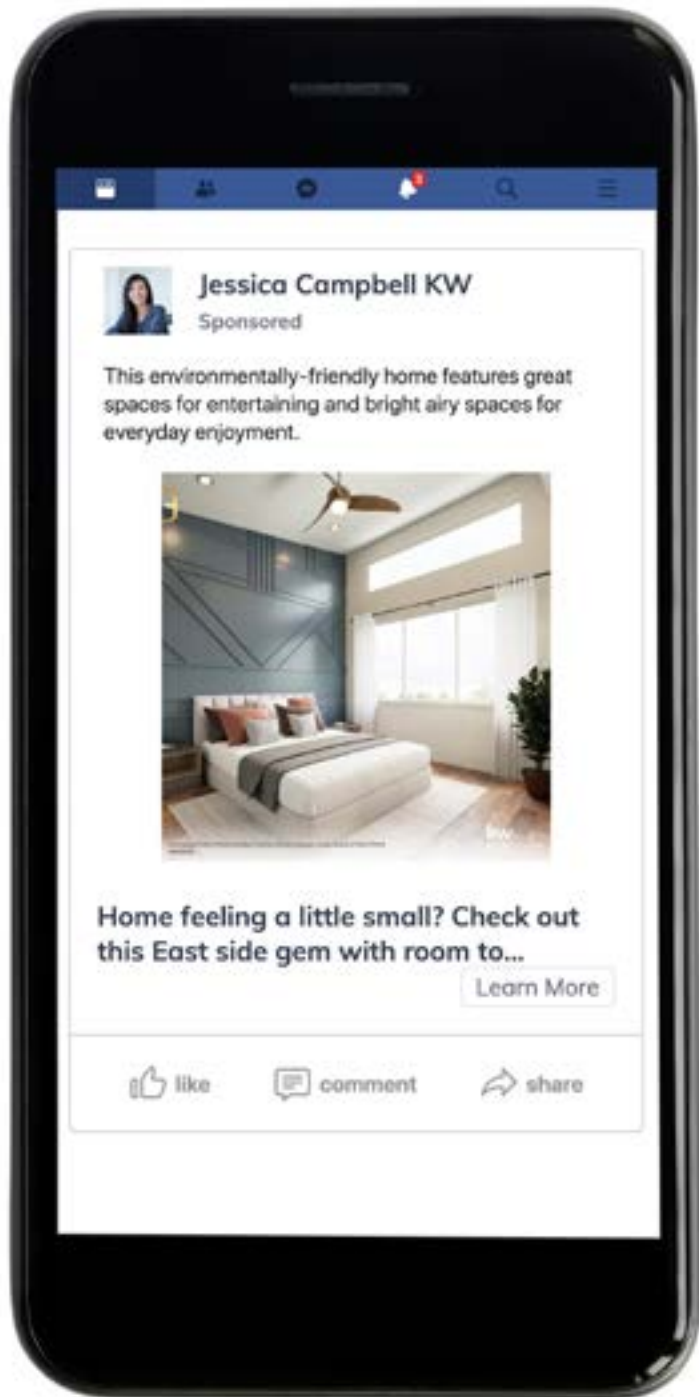 3
Jessica Campbell KW
Sponsored
This environmentally-friendly home features great
spaces for entertaining and bright airy spaces for
everyday enjoyment.
kw
Home feeling a little small? Check out
this East side gem with room to...
Learn More
like
comment
share